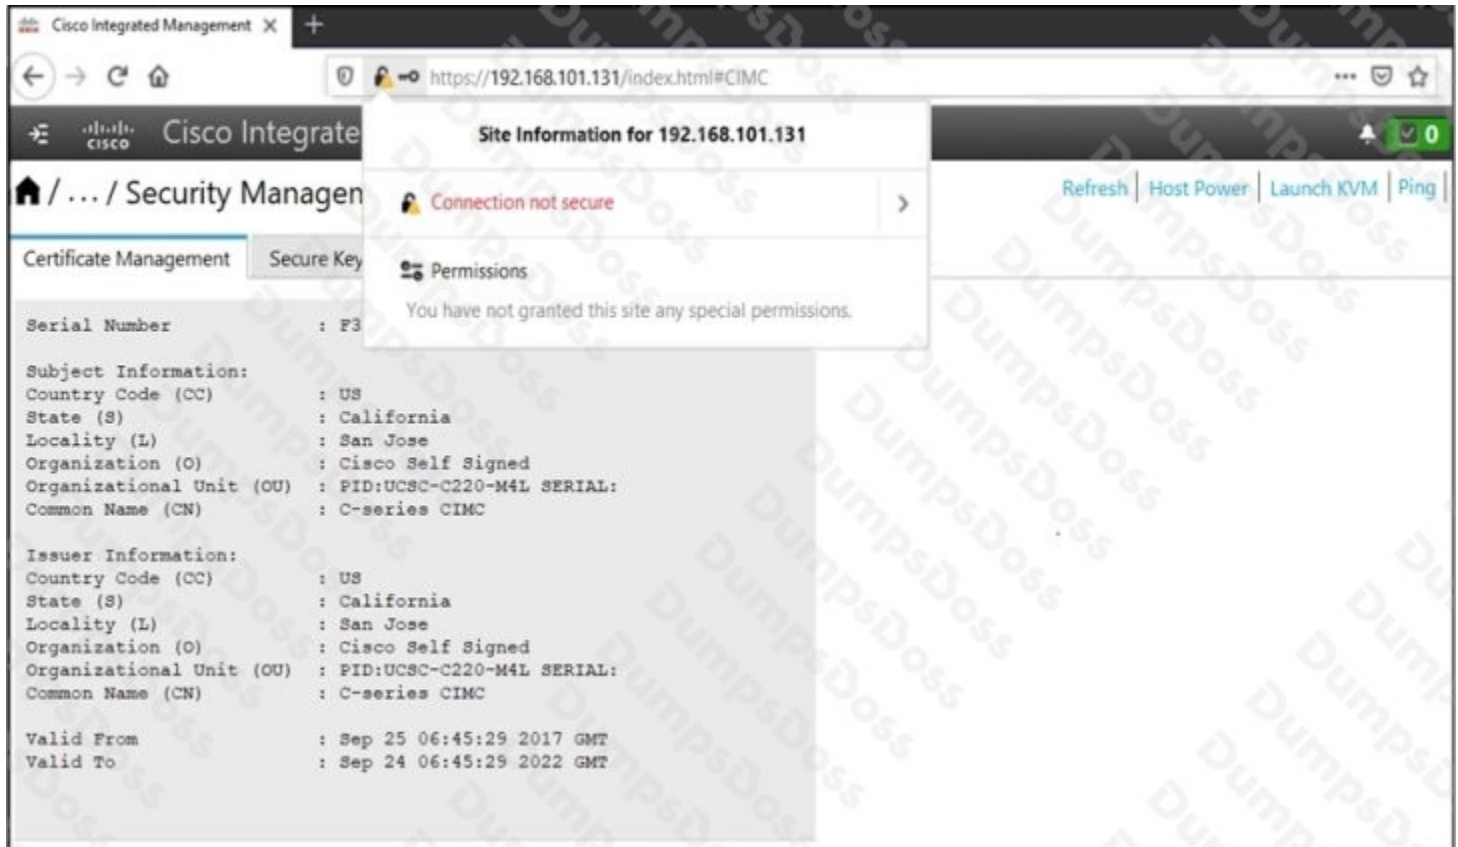 Cisco Integrated Management
https://192.168.101.131/index.html#CIMC
CISCO Cisco Integrate
0
Site Information for 192.168.101.131
/ ... / Security Managen
Refresh | Host Power | Launch KVM | Ping |
Connection not secure
Certificate Management Secure Key
Permissions
You have not granted this site any special permissions.
Serial Number : F3
Subject Information:
Country Code (CC) : US
State (S) : California
Locality (L) : San Jose
Organization (O) : Cisco Self Signed
Organizational Unit (OU) : PID:UCSC-C220-M4L SERIAL:
Common Name (CN) : C-series CIMC
Issuer Information:
Country Code (CC) : US
State (S) : California
Locality (L) : San Jose
Organization (O) : Cisco Self Signed
Organizational Unit (OU) : PID:UCSC-C220-M4L SERIAL:
Common Name (CN) : C-series CIMC
Valid From : Sep 25 06:45:29 2017 GMT
Valid To : Sep 24 06:45:29 2022 GMT
DumpsDoss